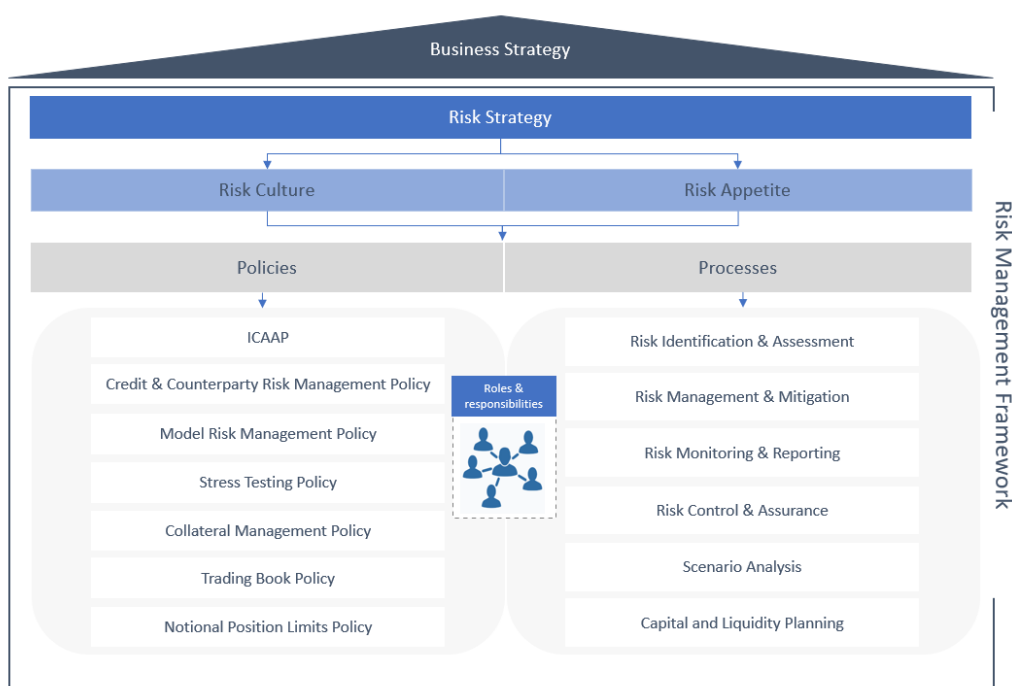 Business Strategy
Risk Strategy
Risk Culture
Risk Appetite
Policies
Processes
ICAAP
Credit & Counterparty Risk Management Policy
Model Risk Management Policy
Stress Testing Policy
Collateral Management Policy
Trading Book Policy
Notional Position Limits Policy
Roles &
responsibilities
Risk Identification & Assessment
Risk Management & Mitigation
Risk Monitoring & Reporting
Risk Control & Assurance
Scenario Analysis
Capital and Liquidity Planning
Risk Management Framework